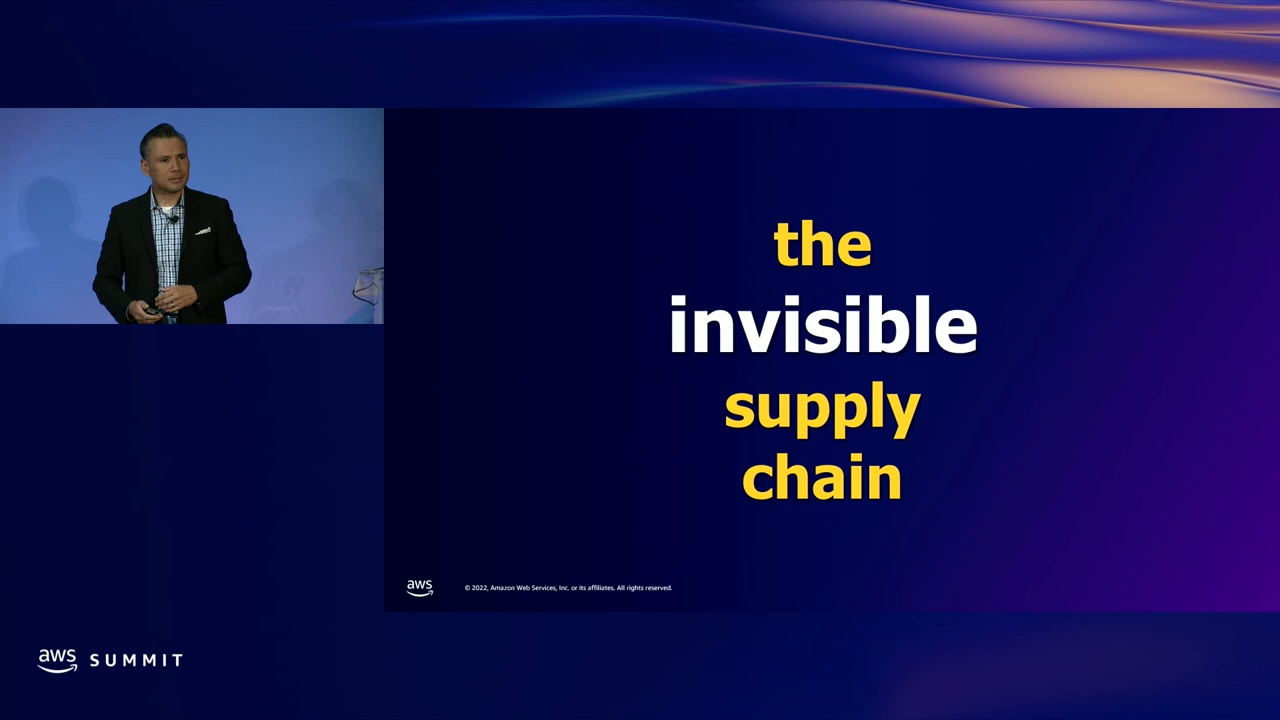 the
invisible
supply
chain
aws
© 2022, Amazon Web Services, Inc. or its affiliates. All rights reserved.
aws SUMMIT